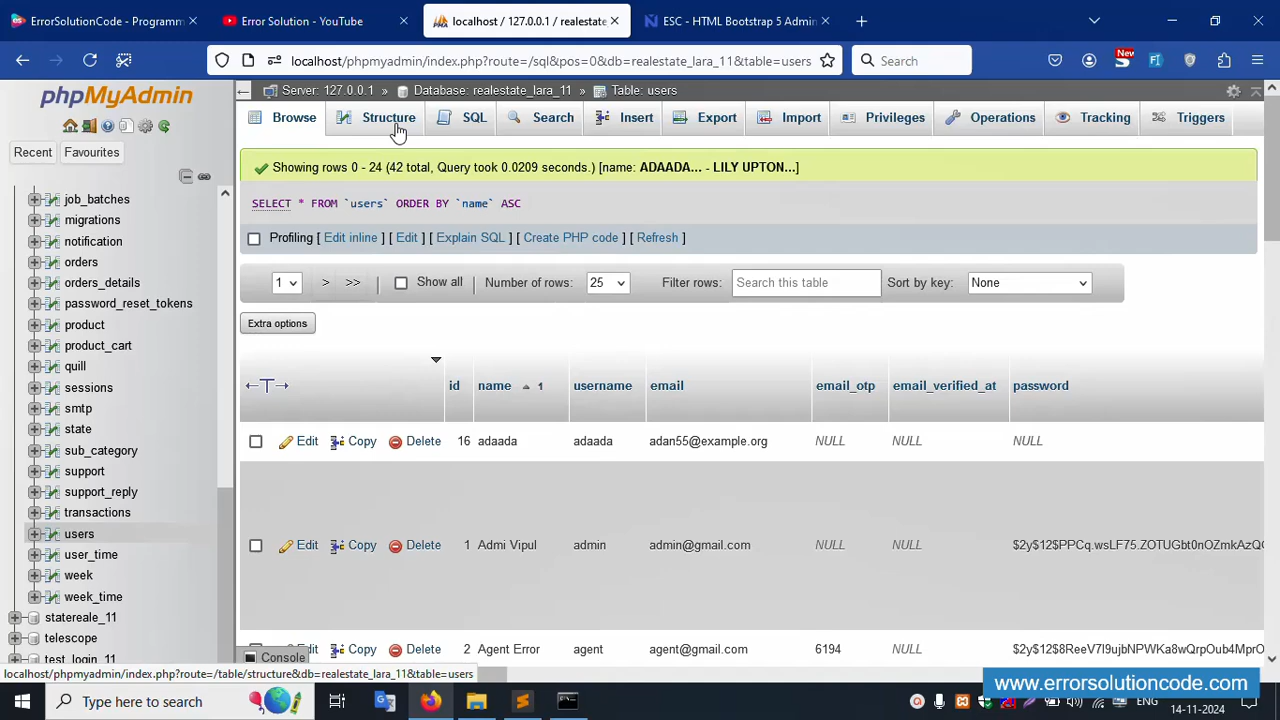 ErrorSolutionCode - Programm
Error Solution - YouTube
localhost / 127.0.0.1 / realestate
ESC - HTML Bootstrap 5 Admin
localhost/phpmyadmin/index.php?route=/sql&pos=0&db=realestate_lara_11&table=users
Search
New
phpMyAdmin
Recent
Favourites
job_batches
migrations
notification
orders
orders_details
password_reset_tokens
product
product_cart
quill
sessions
smtp
state
sub_category
support
support_reply
transactions
users
user_time
week
week_time
statereale_11
telescope
test_login_11
Server: 127.0.0.1 » Database: realestate_lara_11 » Table: users
Browse Structure SQL Search Insert Export Import Privileges Operations Tracking Triggers
Showing rows 0 - 24 (42 total, Query took 0.0209 seconds.) [name: ADAADA... - LILY UPTON...]
SELECT * FROM `users` ORDER BY `name` ASC
Profiling [ Edit inline ] [ Edit ] [ Explain SQL ] [ Create PHP code ] [ Refresh ]
1 > >> Show all Number of rows: 25 Filter rows: Search this table Sort by key: None
Extra options
id name 1 username email email_otp email_verified_at password
Edit Copy Delete 16 adaada adaada adan55@example.org NULL NULL NULL
Edit Copy Delete 1 Admi Vipul admin admin@gmail.com NULL NULL
Edit Copy Delete 2 Agent Error agent agent@gmail.com 6194 NULL
Console
localhost/phpmyadmin/index.php?route=/table/structure&db=realestate_lara_11&table=users
www.errorsolutioncode.com
Type here to search
ENG
14-11-2024